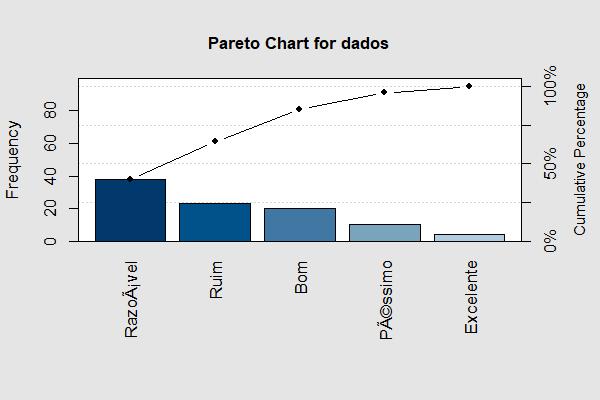 Pareto Chart for dados
Frequency
0
20
40
60
80
0%
50%
100%
Cumulative Percentage
RazoÃ¡vel
Ruim
Bom
PÃ©ssimo
Excelente